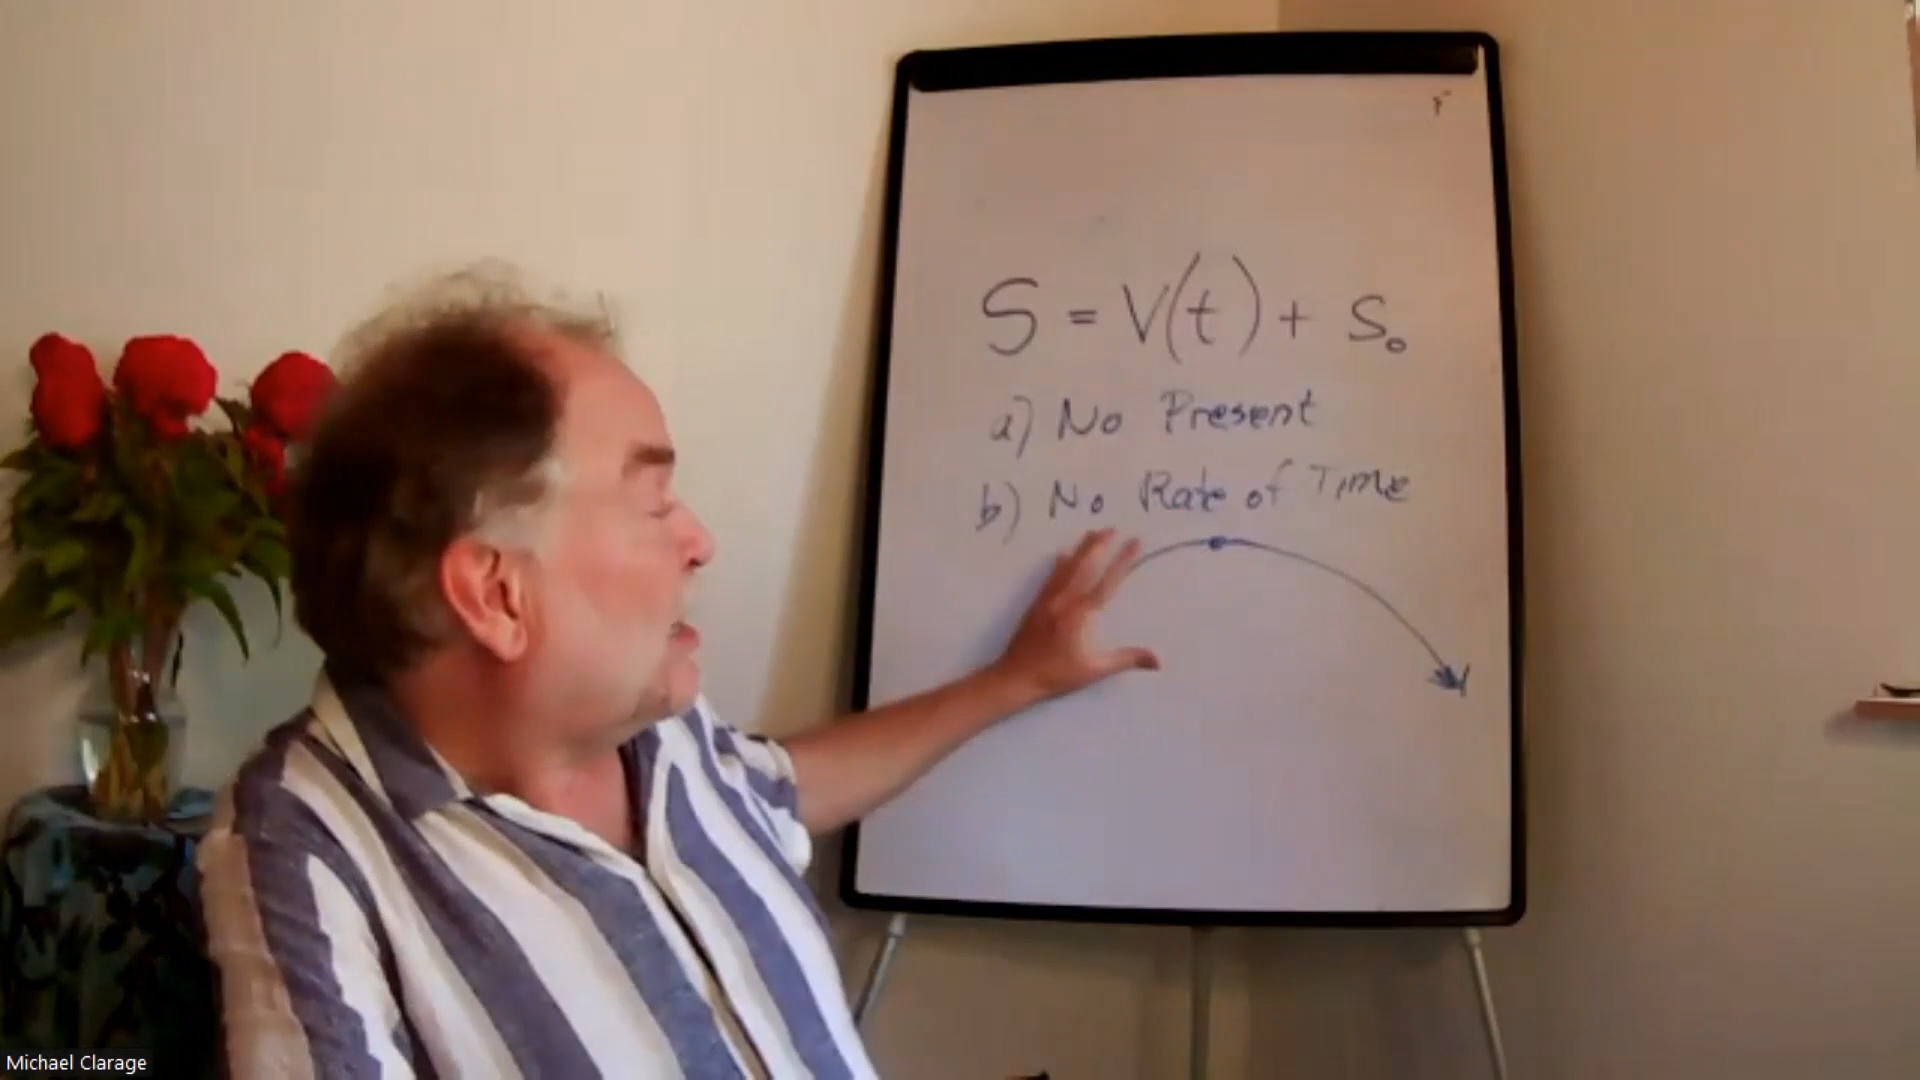 S = V(t) + S₀
a) No Present
b) No Rate of Time
Michael Clarage